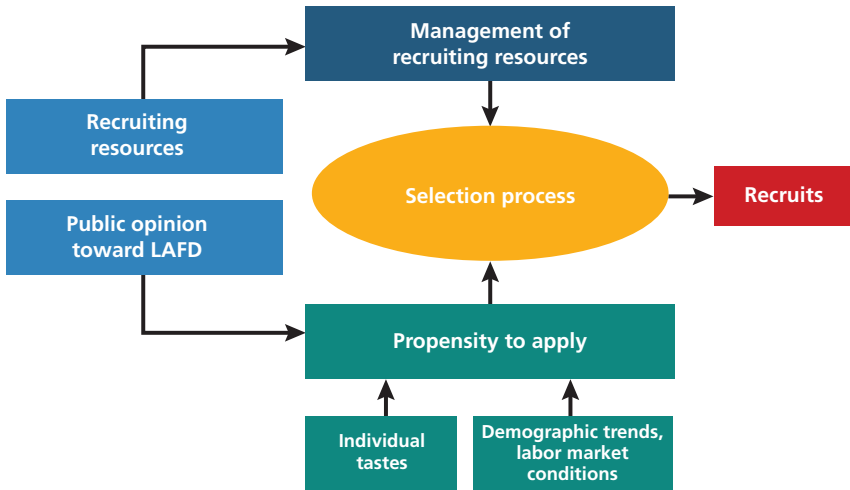 Management of
recruiting resources
Recruiting
resources
Selection process
Recruits
Public opinion
toward LAFD
Propensity to apply
Individual
tastes
Demographic trends,
labor market
conditions